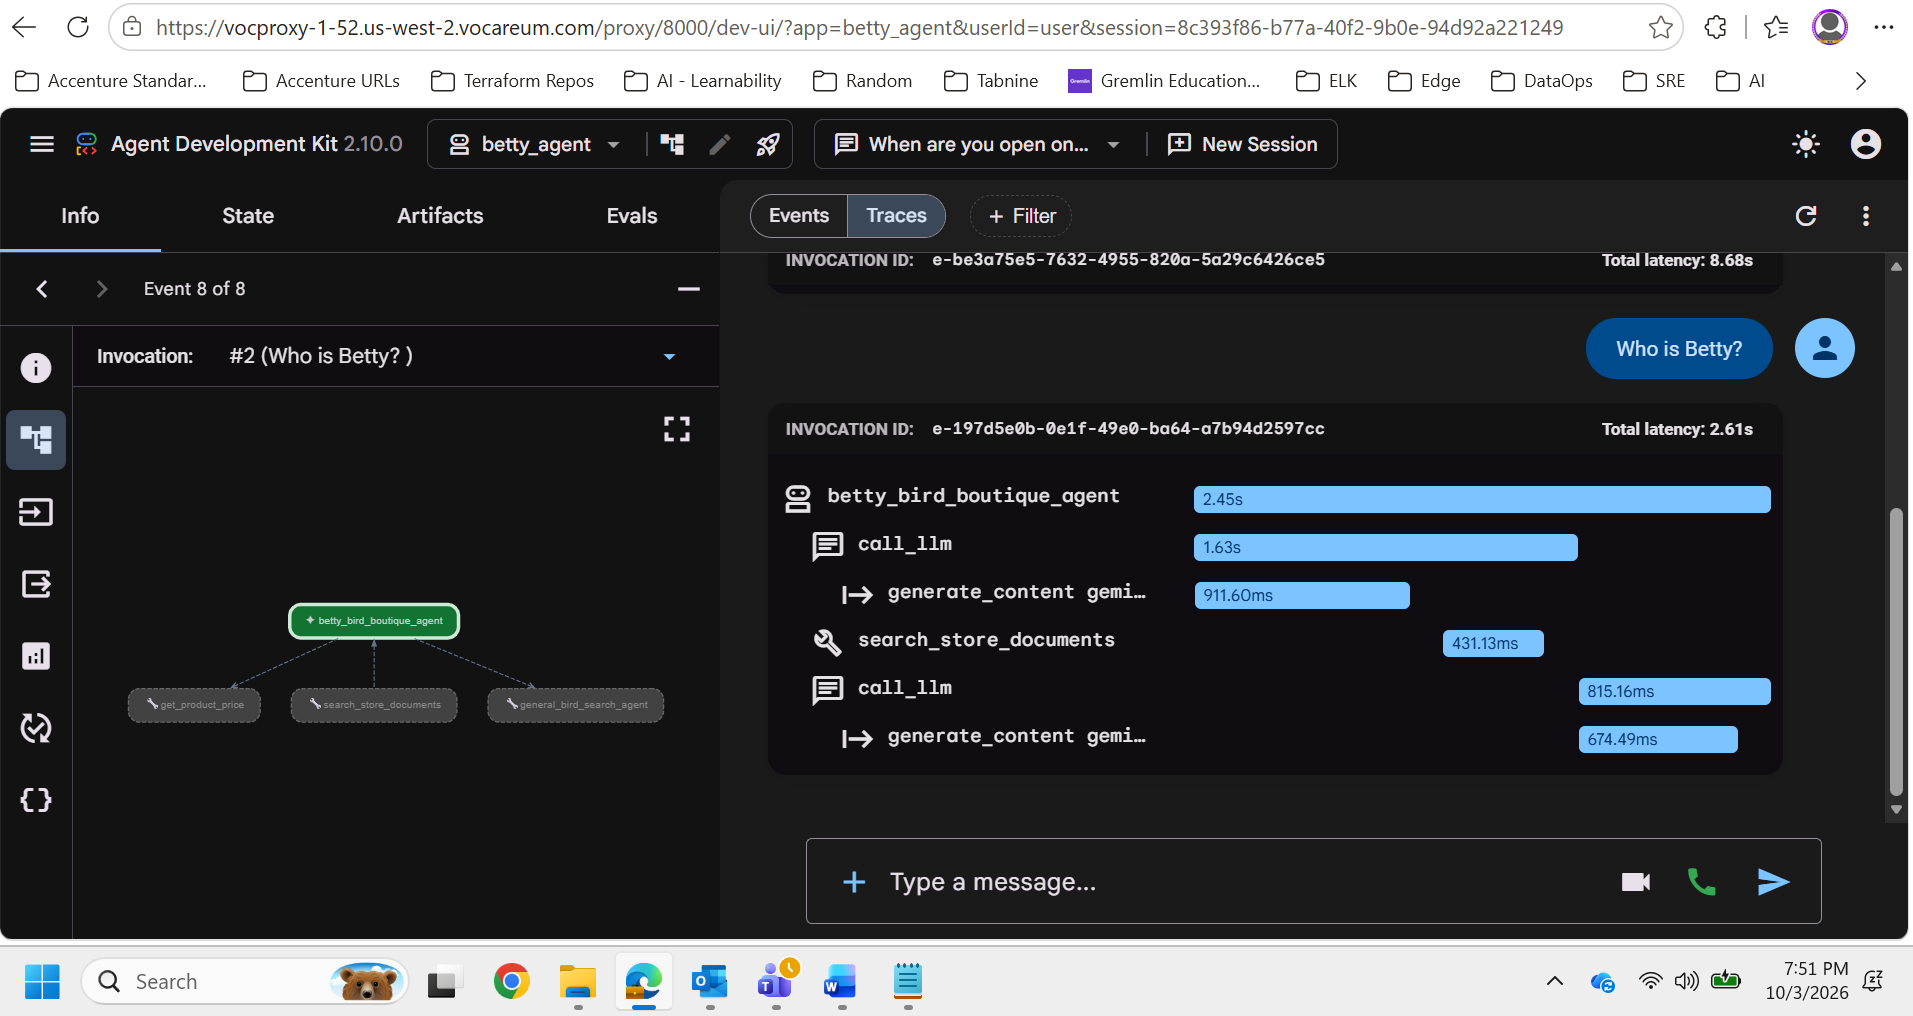 https://vocproxy-1-52.us-west-2.vocareum.com/proxy/8000/dev-ui/?app=betty_agent&userId=user&session=8c393f86-b77a-40f2-9b0e-94d92a221249
Accenture Standar... Accenture URLs Terraform Repos AI - Learnability Random Tabnine Gremlin Education... ELK Edge DataOps SRE AI
Agent Development Kit 2.10.0 betty_agent When are you open on... New Session
Info State Artifacts Evals Events Traces + Filter
INVOCATION ID: e-be3a75e5-7632-4955-820a-5a29c6426ce5 Total latency: 8.68s
Event 8 of 8
Who is Betty?
Invocation: #2 (Who is Betty? )
INVOCATION ID: e-197d5e0b-0e1f-49e0-ba64-a7b94d2597cc Total latency: 2.61s
betty_bird_boutique_agent 2.45s
call_llm 1.63s
generate_content gemi... 911.60ms
search_store_documents 431.13ms
call_llm 815.16ms
generate_content gemi... 674.49ms
betty_bird_boutique_agent
get_product_price search_store_documents general_bird_search_agent
Type a message...
Search
7:51 PM
10/3/2026